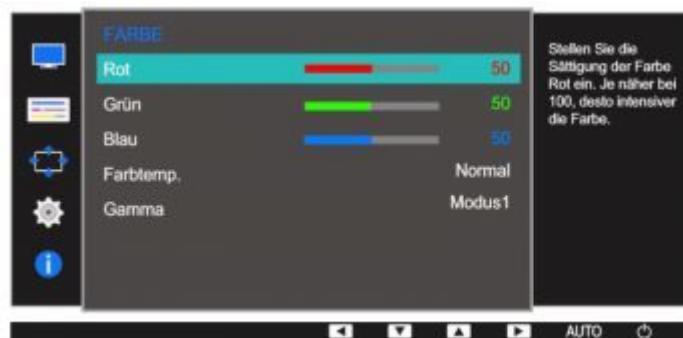 FARBE
Rot 50
Grün 50
Blau 50
Farbtemp. Normal
Gamma Modus1
Stellen Sie die
Sättigung der Farbe
Rot ein. Je näher bei
100, desto intensiver
die Farbe.
AUTO